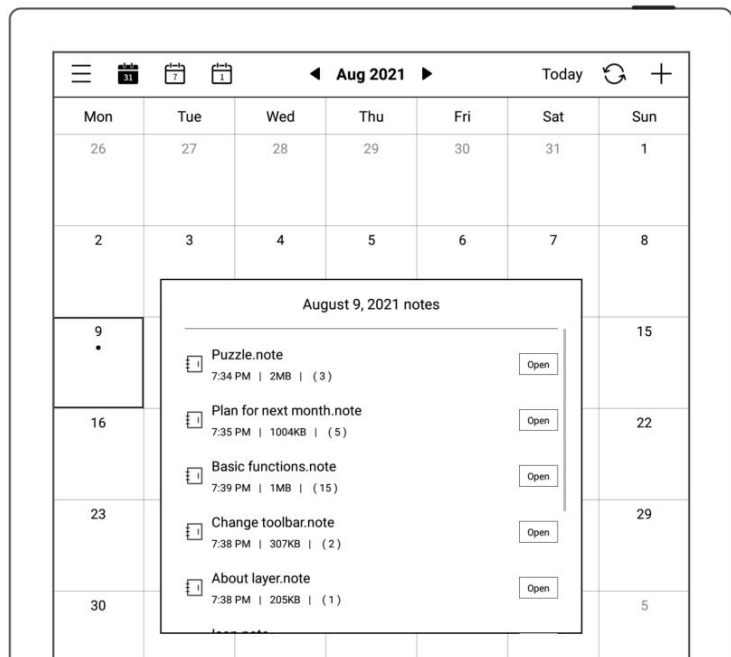 31 7 1 Aug 2021 Today
Mon Tue Wed Thu Fri Sat Sun
26 27 28 29 30 31 1
2 3 4 5 6 7 8
August 9, 2021 notes
9 15
Puzzle.note
7:34 PM | 2MB | ( 3 )
Open
Plan for next month.note
7:35 PM | 1004KB | ( 5 )
Open
16 22
Basic functions.note
7:39 PM | 1MB | ( 15 )
Open
23 29
Change toolbar.note
7:38 PM | 307KB | ( 2 )
Open
About layer.note
7:38 PM | 205KB | ( 1 )
Open
30 5